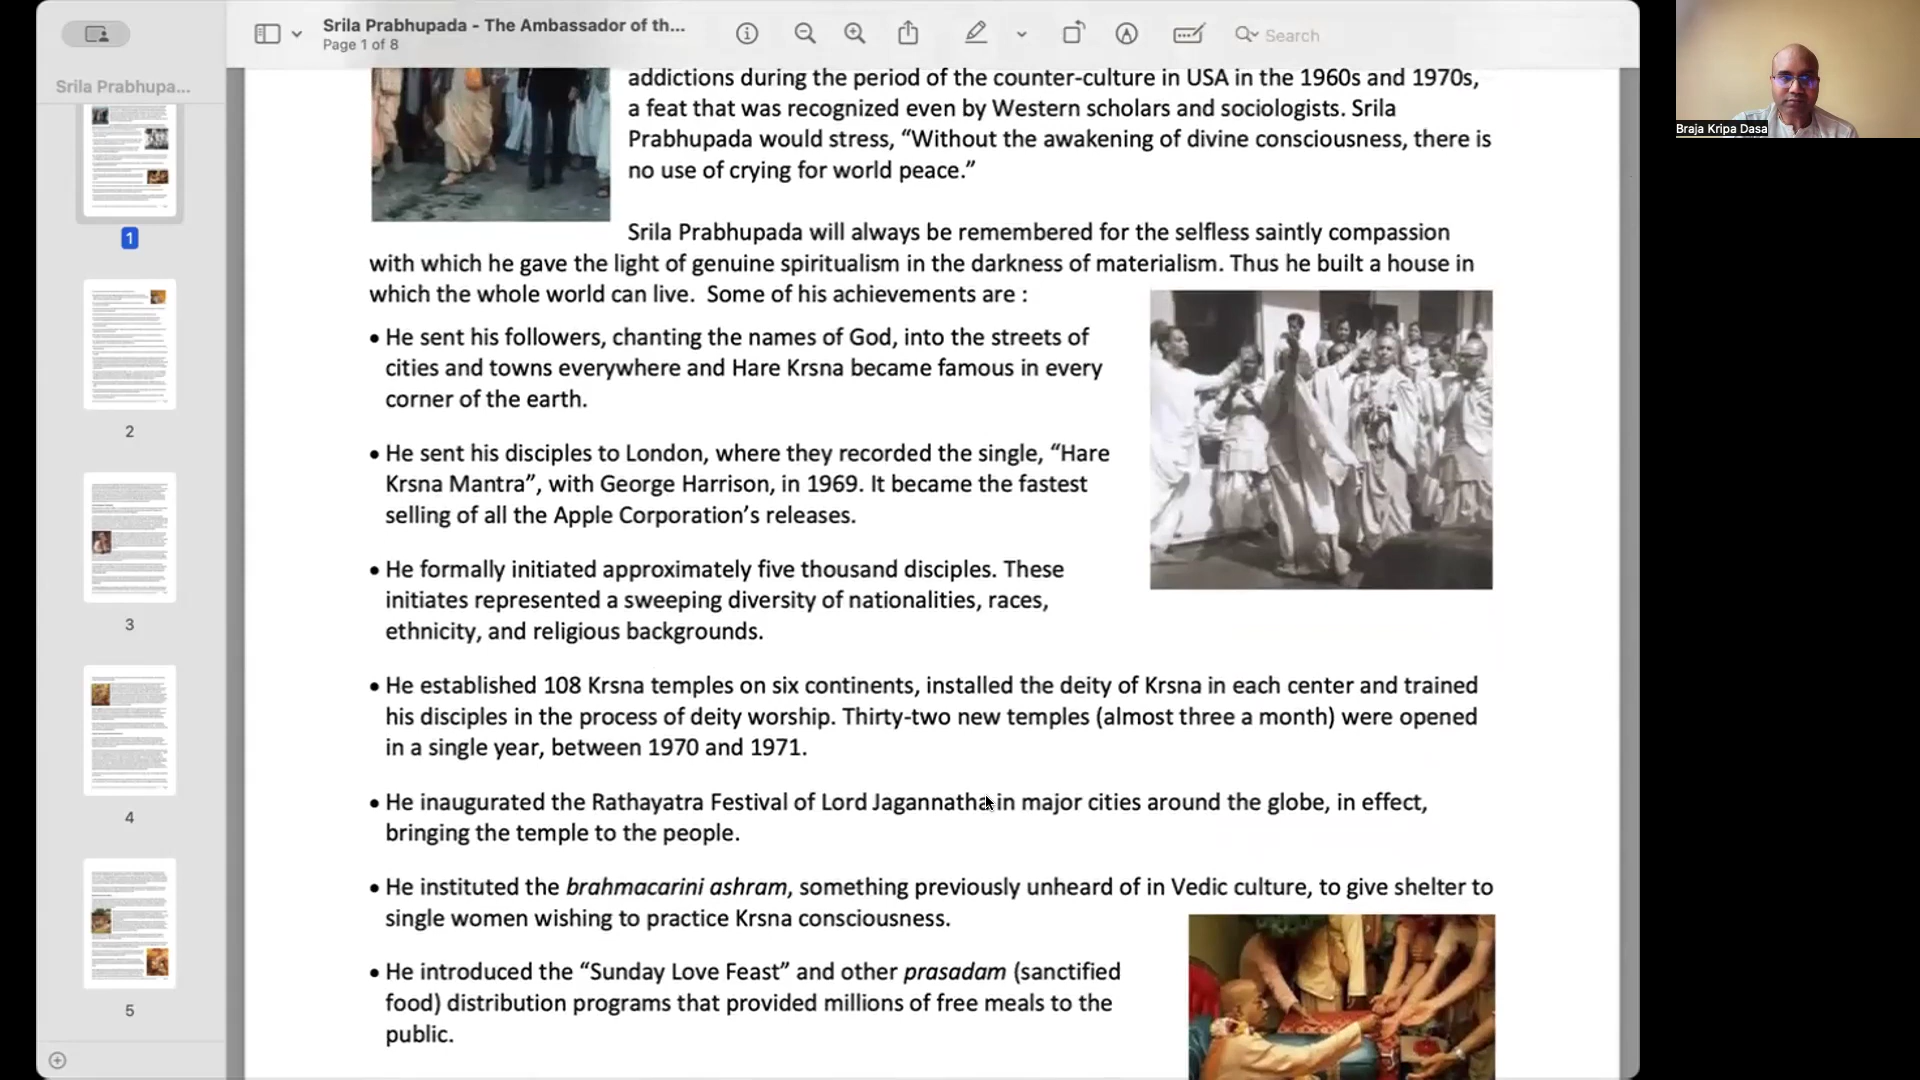 Srila Prabhupada - The Ambassador of th...
Page 1 of 8
Search
Srila Prabhupa...
1
2
3
4
5
addictions during the period of the counter-culture in USA in the 1960s and 1970s,
a feat that was recognized even by Western scholars and sociologists. Srila
Prabhupada would stress, “Without the awakening of divine consciousness, there is
no use of crying for world peace.”
Srila Prabhupada will always be remembered for the selfless saintly compassion
with which he gave the light of genuine spiritualism in the darkness of materialism. Thus he built a house in
which the whole world can live. Some of his achievements are :
• He sent his followers, chanting the names of God, into the streets of
cities and towns everywhere and Hare Krsna became famous in every
corner of the earth.
• He sent his disciples to London, where they recorded the single, “Hare
Krsna Mantra”, with George Harrison, in 1969. It became the fastest
selling of all the Apple Corporation’s releases.
• He formally initiated approximately five thousand disciples. These
initiates represented a sweeping diversity of nationalities, races,
ethnicity, and religious backgrounds.
• He established 108 Krsna temples on six continents, installed the deity of Krsna in each center and trained
his disciples in the process of deity worship. Thirty-two new temples (almost three a month) were opened
in a single year, between 1970 and 1971.
• He inaugurated the Rathayatra Festival of Lord Jagannatha in major cities around the globe, in effect,
bringing the temple to the people.
• He instituted the brahmacarini ashram, something previously unheard of in Vedic culture, to give shelter to
single women wishing to practice Krsna consciousness.
• He introduced the “Sunday Love Feast” and other prasadam (sanctified
food) distribution programs that provided millions of free meals to the
public.
Braja Kripa Dasa